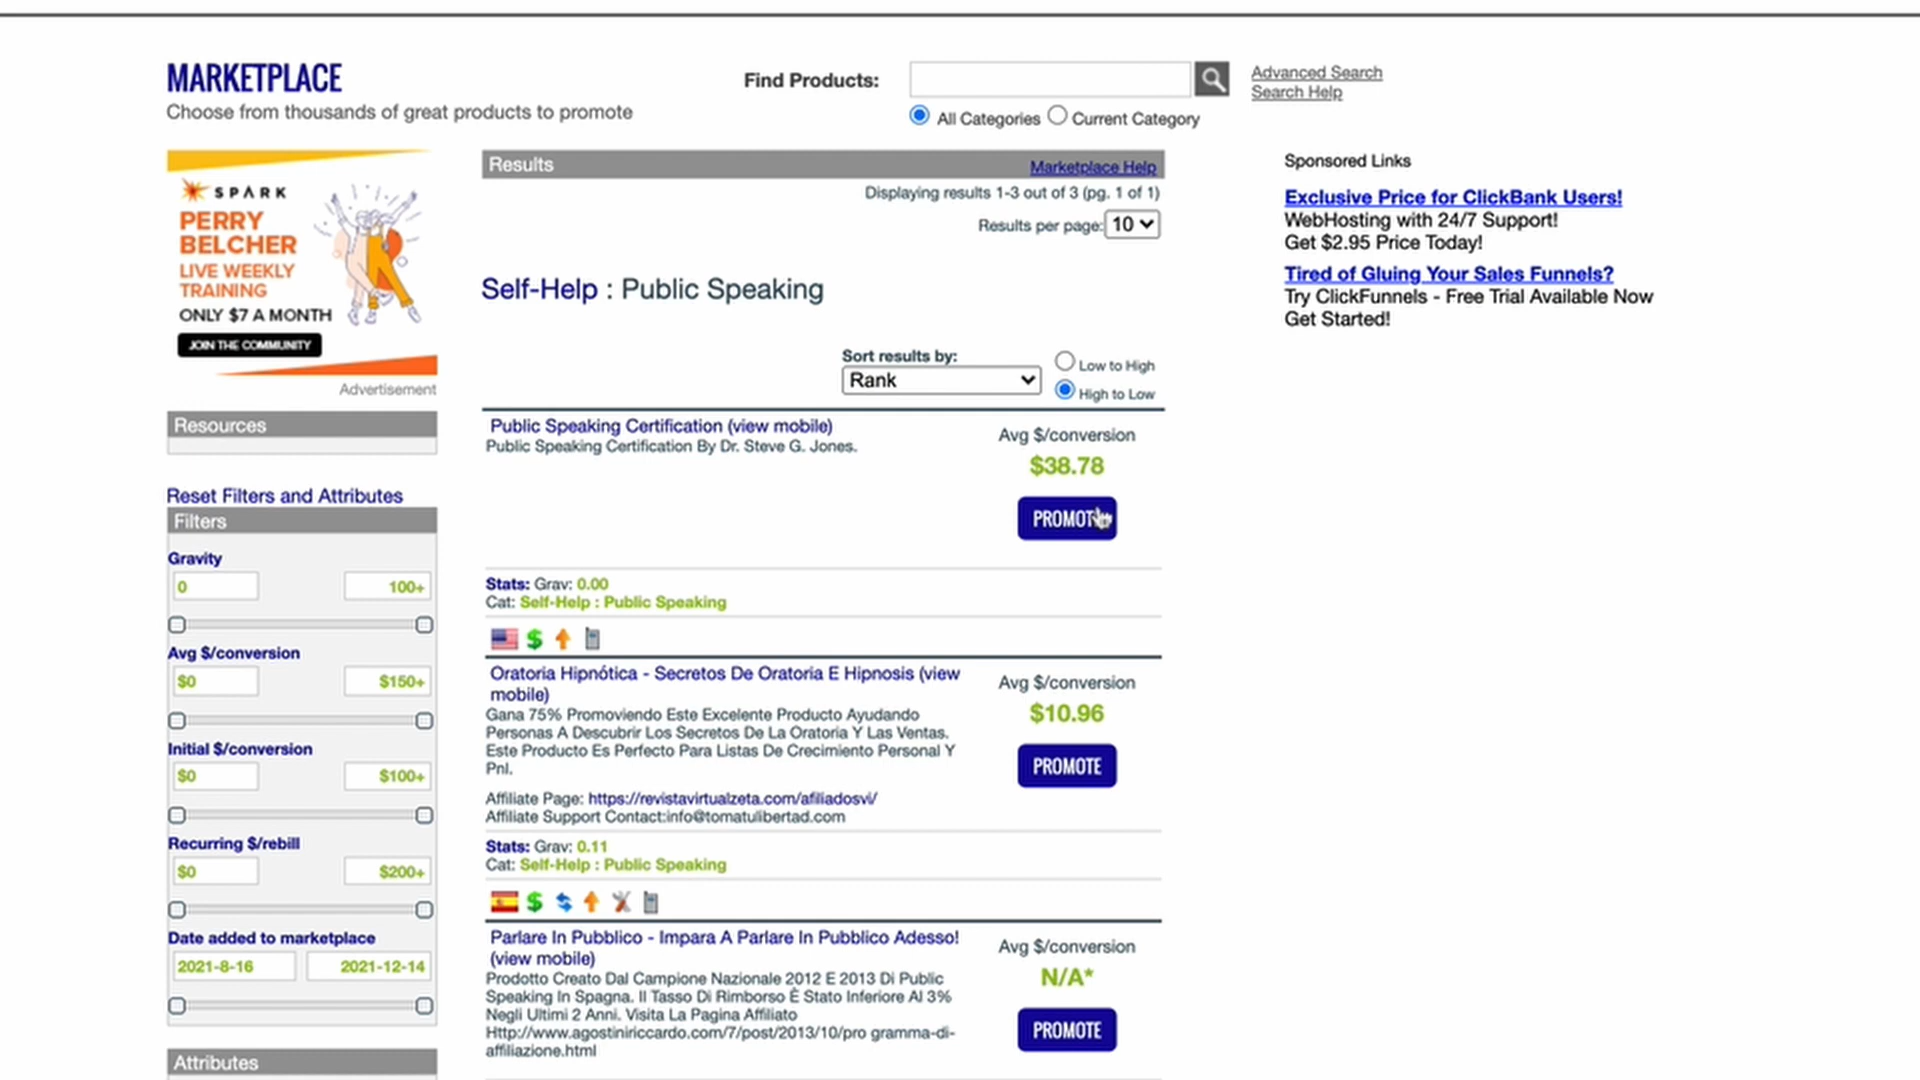 MARKETPLACE
Choose from thousands of great products to promote
Find Products:
Advanced Search
Search Help
All Categories
Current Category
SPARK
PERRY
BELCHER
LIVE WEEKLY
TRAINING
ONLY $7 A MONTH
JOIN THE COMMUNITY
Advertisement
Resources
Reset Filters and Attributes
Filters
Gravity
0
100+
Avg $/conversion
$0
$150+
Initial $/conversion
$0
$100+
Recurring $/rebill
$0
$200+
Date added to marketplace
2021-8-16
2021-12-14
Attributes
Results
Marketplace Help
Displaying results 1-3 out of 3 (pg. 1 of 1)
Results per page: 10
Self-Help : Public Speaking
Sort results by:
Rank
Low to High
High to Low
Public Speaking Certification (view mobile)
Public Speaking Certification By Dr. Steve G. Jones.
Avg $/conversion
$38.78
PROMOTE
Stats: Grav: 0.00
Cat: Self-Help : Public Speaking
Oratoria Hipnótica - Secretos De Oratoria E Hipnosis (view
mobile)
Gana 75% Promoviendo Este Excelente Producto Ayudando
Personas A Descubrir Los Secretos De La Oratoria Y Las Ventas.
Este Producto Es Perfecto Para Listas De Crecimiento Personal Y
Pnl.
Affiliate Page: https://revistavirtualzeta.com/afiliadosvi/
Affiliate Support Contact:info@tomatulibertad.com
Avg $/conversion
$10.96
PROMOTE
Stats: Grav: 0.11
Cat: Self-Help : Public Speaking
Parlare In Pubblico - Impara A Parlare In Pubblico Adesso!
(view mobile)
Prodotto Creato Dal Campione Nazionale 2012 E 2013 Di Public
Speaking In Spagna. Il Tasso Di Rimborso È Stato Inferiore Al 3%
Negli Ultimi 2 Anni. Visita La Pagina Affiliato
Http://www.agostiniriccardo.com/7/post/2013/10/pro gramma-di-
affiliazione.html
Avg $/conversion
N/A*
PROMOTE
Sponsored Links
Exclusive Price for ClickBank Users!
WebHosting with 24/7 Support!
Get $2.95 Price Today!
Tired of Gluing Your Sales Funnels?
Try ClickFunnels - Free Trial Available Now
Get Started!